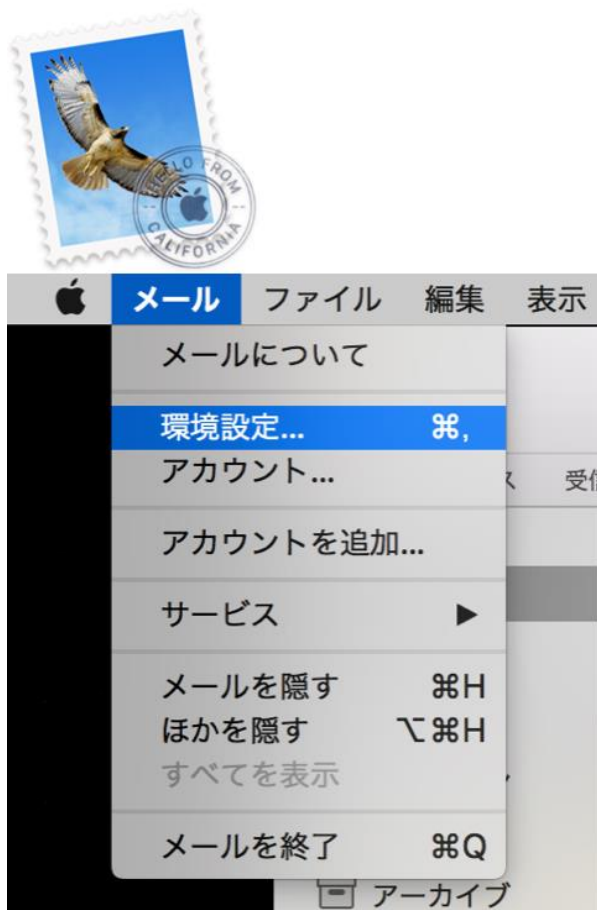 HELLO FROM
CALIFORNIA
メール ファイル 編集 表示
メールについて
環境設定... ⌘,
アカウント...
アカウントを追加...
サービス ▶
メールを隠す ⌘H
ほかを隠す ⌥⌘H
すべてを表示
メールを終了 ⌘Q
アーカイブ